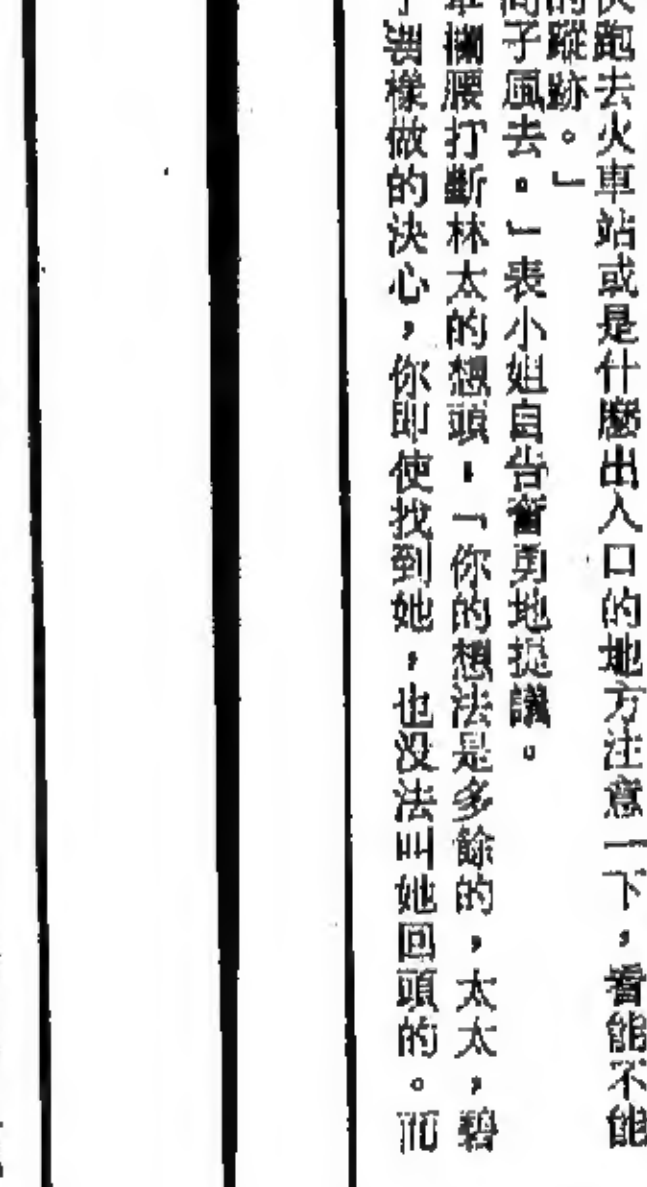 快跑去火車站或是什麼出入口的地方注意一下，看能不能
的蹤跡。」
子風去。」表小姐自告奮勇地提議。
攔腰打斷林太的想頭，「你的想法是多餘的，太太，碧
樣做的決心，你即使找到她，也没法叫她回頭的。而